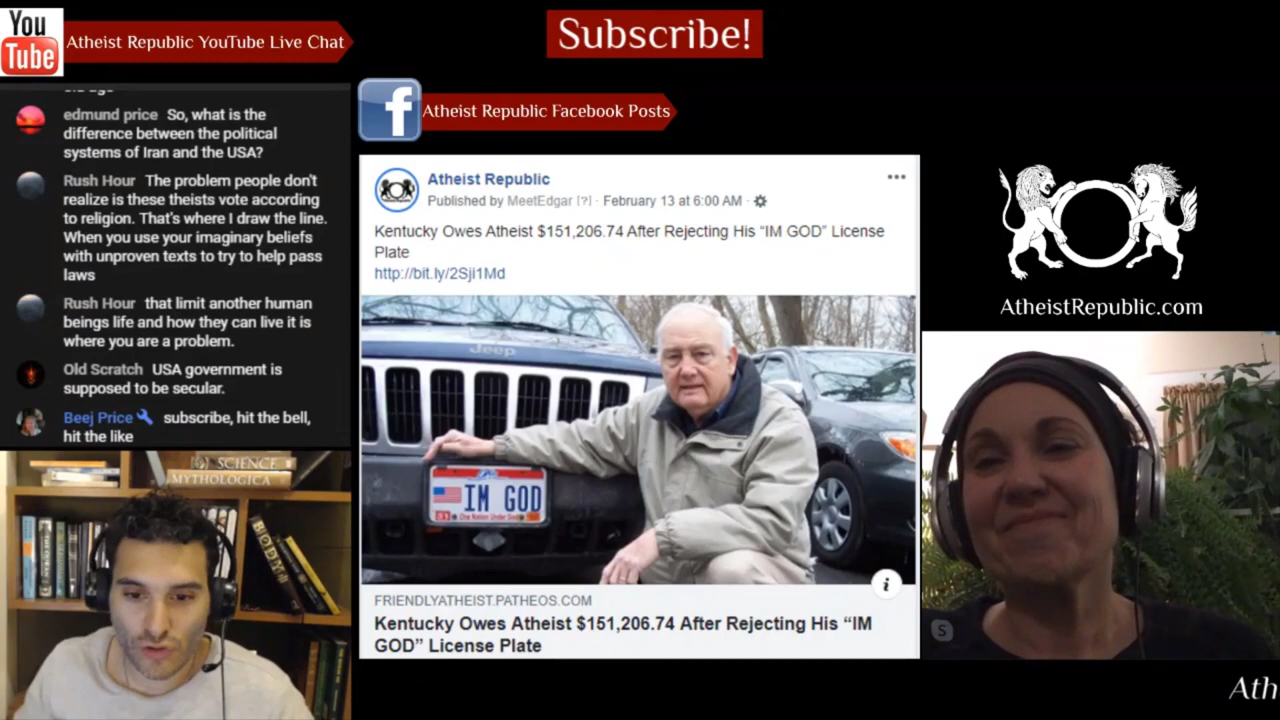 You
Tube
Atheist Republic YouTube Live Chat
Subscribe!
edmund price So, what is the
difference between the political
systems of Iran and the USA?
Rush Hour The problem people don't
realize is these theists vote according
to religion. That's where I draw the line.
When you use your imaginary beliefs
with unproven texts to try to help pass
laws
Rush Hour that limit another human
beings life and how they can live it is
where you are a problem.
Old Scratch USA government is
supposed to be secular.
Beej Price subscribe, hit the bell,
hit the like
SCIENCE
MYTHOLOGICA
BODY
f
Atheist Republic Facebook Posts
Atheist Republic
Published by MeetEdgar [?] · February 13 at 6:00 AM ·
Kentucky Owes Atheist $151,206.74 After Rejecting His “IM GOD” License
Plate
http://bit.ly/2Sji1Md
Jeep
IM GOD
One Nation Under God
i
FRIENDLYATHEIST.PATHEOS.COM
Kentucky Owes Atheist $151,206.74 After Rejecting His “IM
GOD” License Plate
AtheistRepublic.com
S
Ath